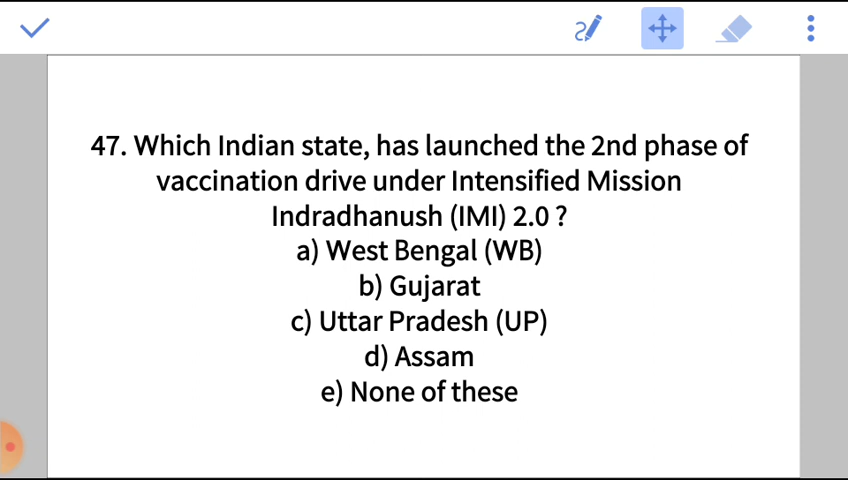 47. Which Indian state, has launched the 2nd phase of
vaccination drive under Intensified Mission
Indradhanush (IMI) 2.0 ?
a) West Bengal (WB)
b) Gujarat
c) Uttar Pradesh (UP)
d) Assam
e) None of these